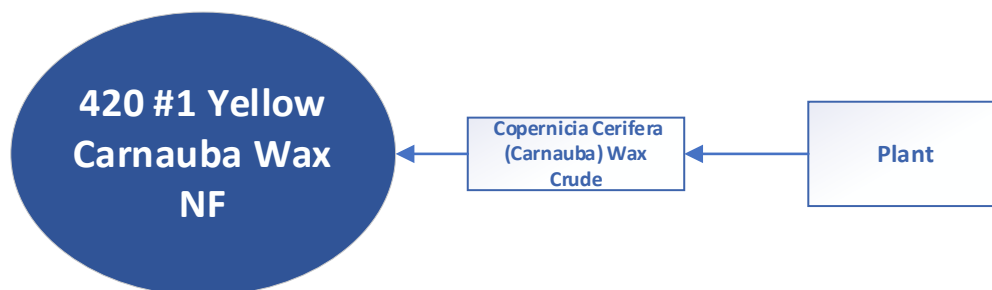 420 #1 Yellow
Carnauba Wax
NF
Copernicia Cerifera
(Carnauba) Wax
Crude
Plant